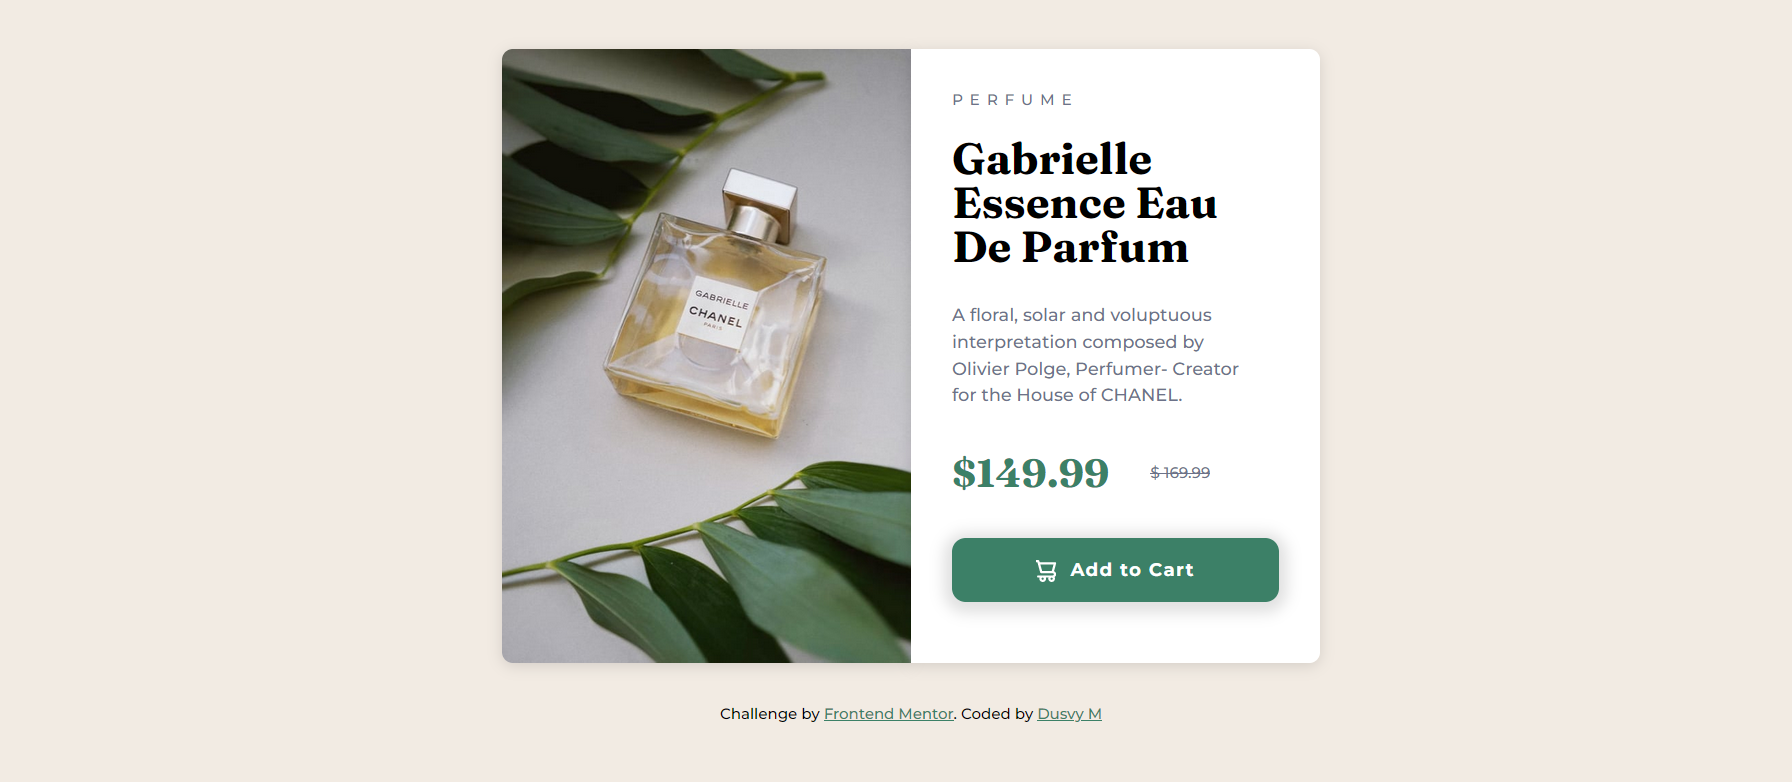 GABRIELLE
CHANEL
PARIS
PERFUME
Gabrielle
Essence Eau
De Parfum
A floral, solar and voluptuous
interpretation composed by
Olivier Polge, Perfumer- Creator
for the House of CHANEL.
$149.99 $ 169.99
Add to Cart
Challenge by Frontend Mentor. Coded by Dusvy M